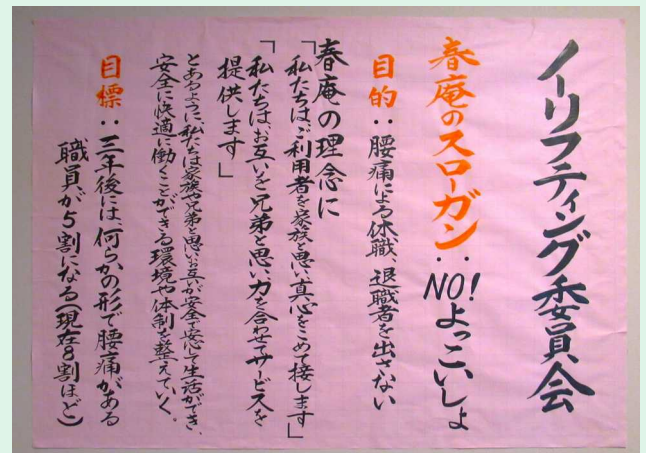 ノーリフティング委員会
春庵のスローガン：NO！よっこいしょ
目的：腰痛による休職、退職者を出さない
春庵の理念に
「私たちは、ご利用者を家族と思い真心をこめて接します」
「私たちはお互いを兄弟と思い力を合わせてサービスを
提供します」
とあるように、私たちは家族や兄弟と思いお互いが安全で安心して生活ができ、
安全に快適に働くことができる環境や体制を整えていく。
目標：三年後には何らかの形で腰痛がある
職員が5割になる（現在8割ほど）